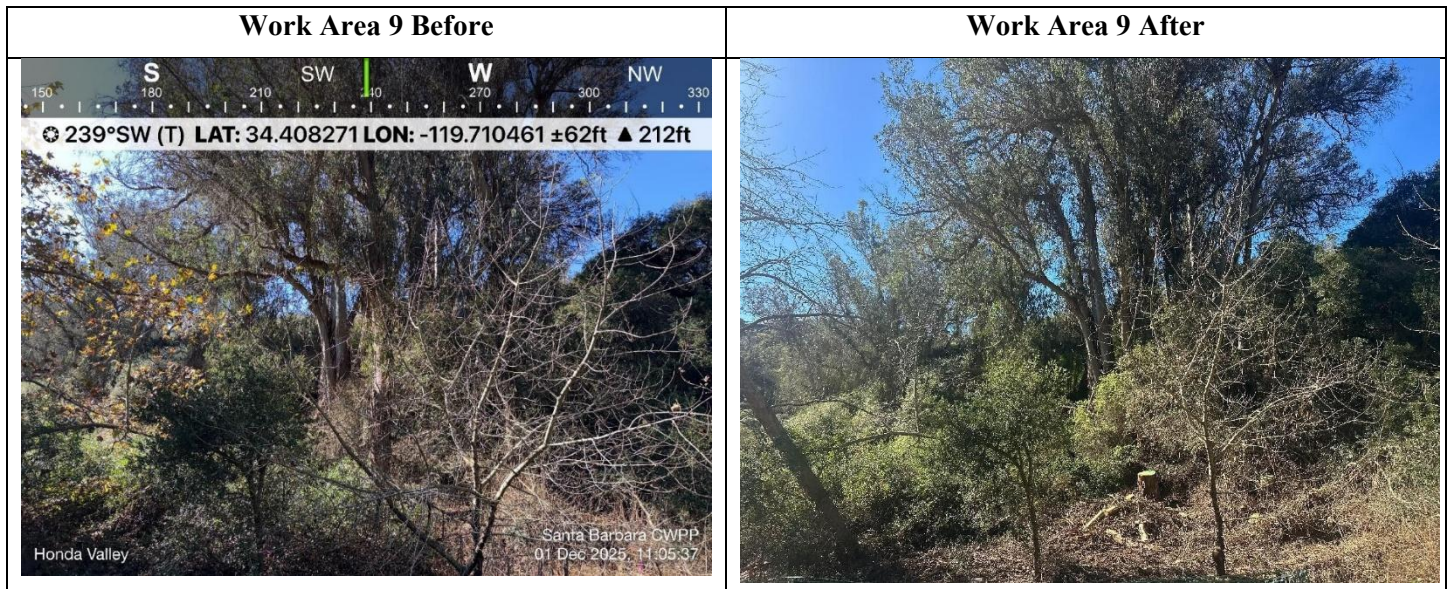 Work Area 9 Before
Work Area 9 After
S SW W NW
150 180 210 240 270 300 330
239°SW (T) LAT: 34.408271 LON: -119.710461 ±62ft ▲ 212ft
Honda Valley
Santa Barbara CWPP
01 Dec 2025, 11:05:37